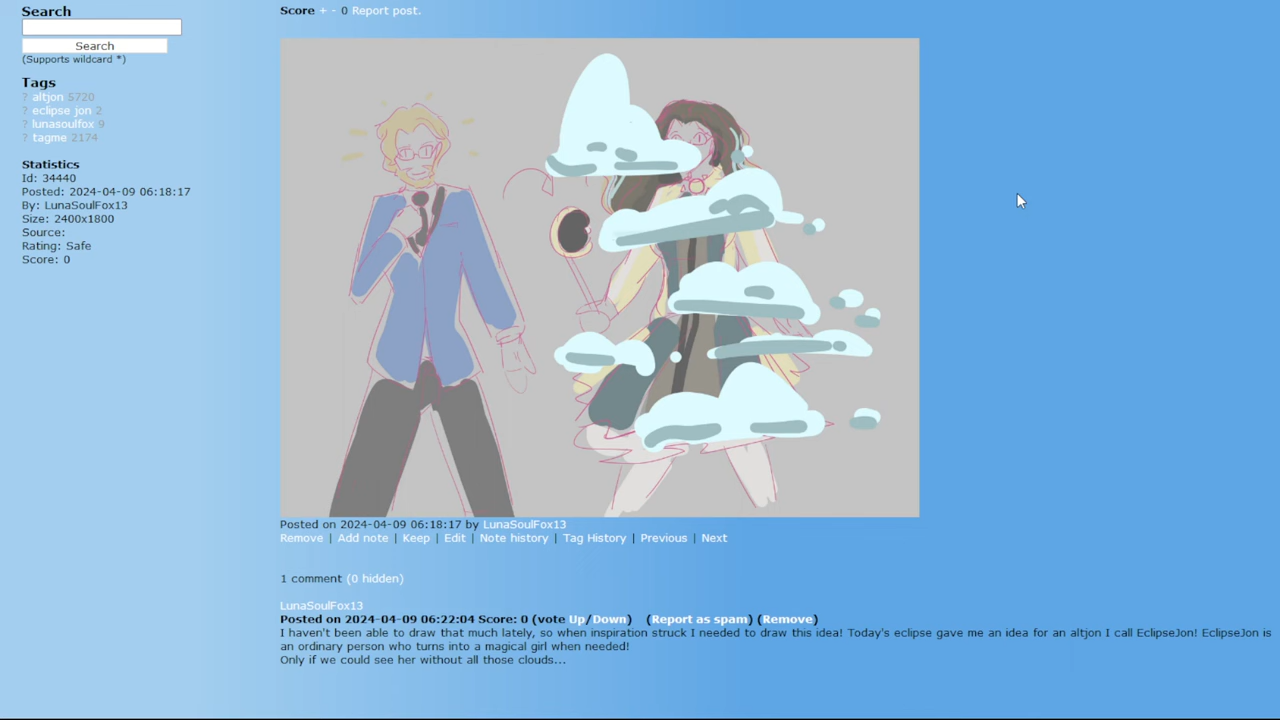 Search
Score + - 0 Report post.
Search
(Supports wildcard *)
Tags
? altjon 5720
? eclipse jon 2
? lunasoulfox 9
? tagme 2174
Statistics
Id: 34440
Posted: 2024-04-09 06:18:17
By: LunaSoulFox13
Size: 2400x1800
Source:
Rating: Safe
Score: 0
Posted on 2024-04-09 06:18:17 by LunaSoulFox13
Remove | Add note | Keep | Edit | Note history | Tag History | Previous | Next
1 comment (0 hidden)
LunaSoulFox13
Posted on 2024-04-09 06:22:04 Score: 0 (vote Up/Down) (Report as spam) (Remove)
I haven't been able to draw that much lately, so when inspiration struck I needed to draw this idea! Today's eclipse gave me an idea for an altjon I call EclipseJon! EclipseJon is
an ordinary person who turns into a magical girl when needed!
Only if we could see her without all those clouds...